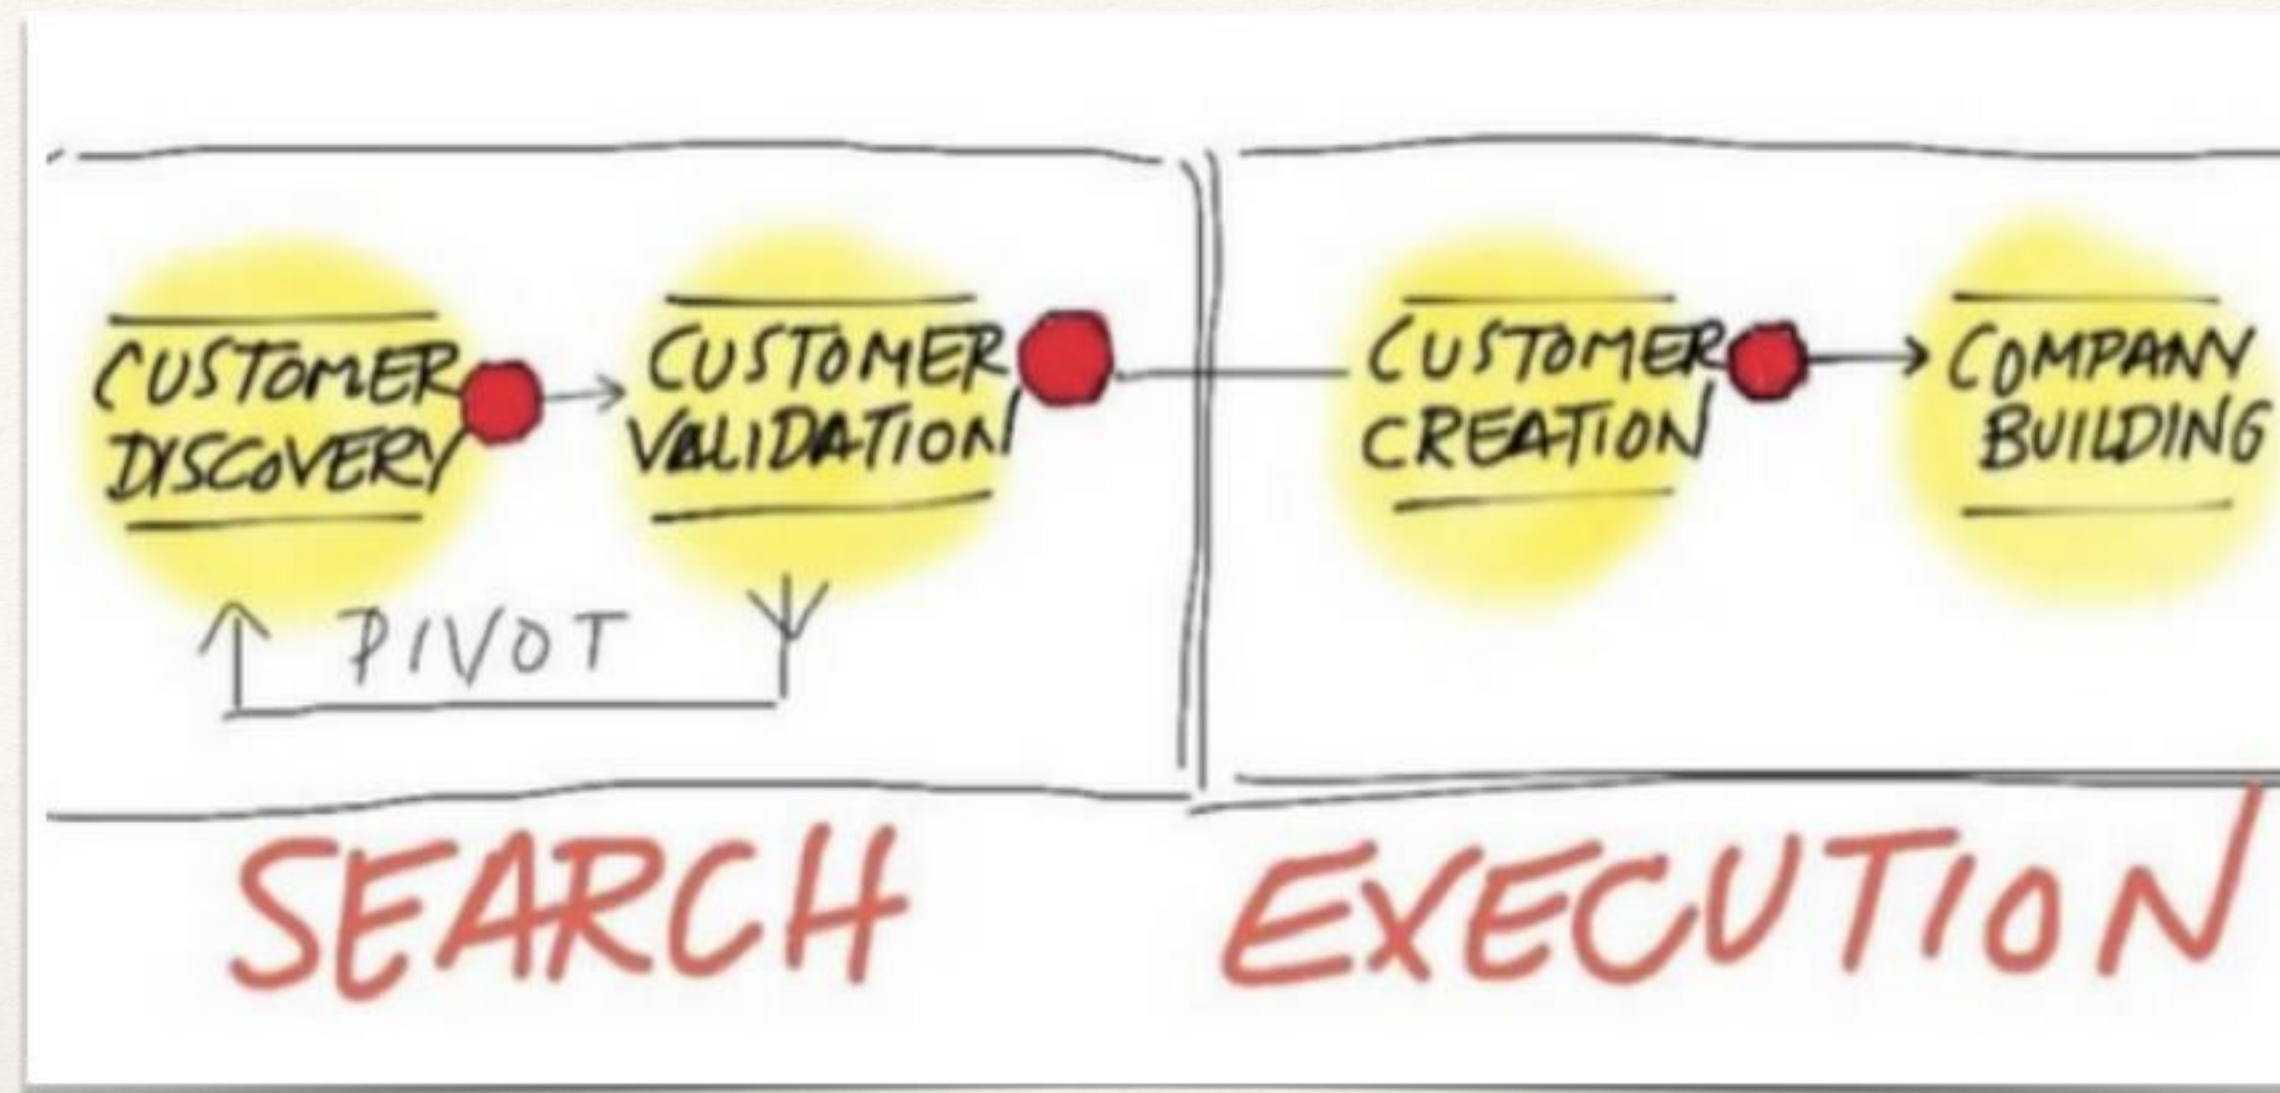 CUSTOMER
DISCOVERY
CUSTOMER
VALIDATION
CUSTOMER
CREATION
COMPANY
BUILDING
PIVOT
SEARCH
EXECUTION